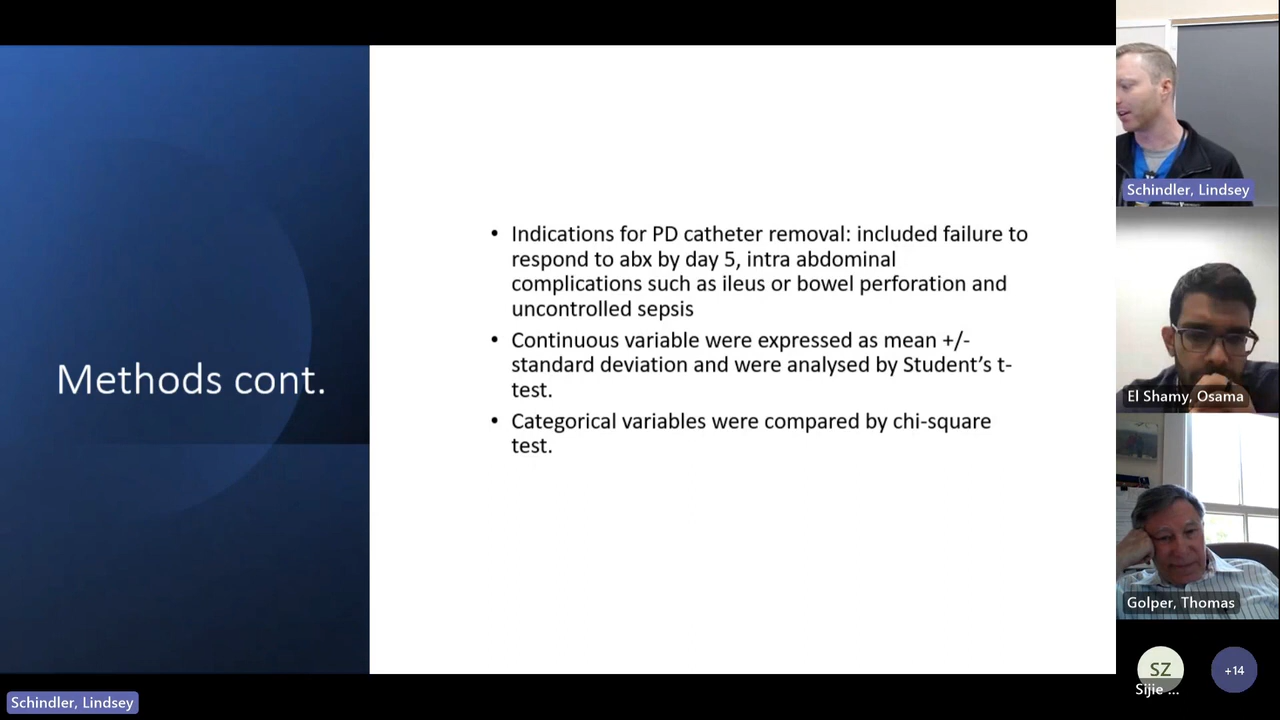 Methods cont.
• Indications for PD catheter removal: included failure to
respond to abx by day 5, intra abdominal
complications such as ileus or bowel perforation and
uncontrolled sepsis
• Continuous variable were expressed as mean +/-
standard deviation and were analysed by Student’s t-
test.
• Categorical variables were compared by chi-square
test.
Schindler, Lindsey
El Shamy, Osama
Golper, Thomas
SZ
Sijie ...
+14
Schindler, Lindsey